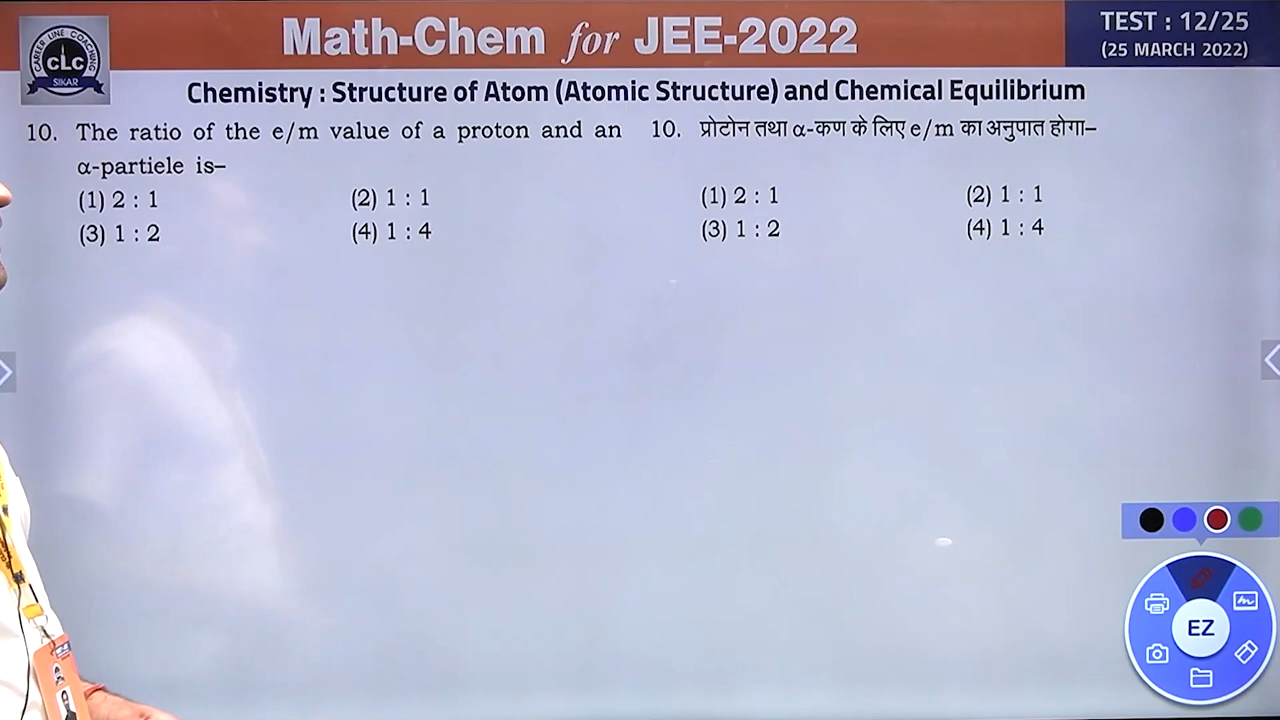 Math-Chem for JEE-2022
TEST : 12/25
(25 MARCH 2022)
CAREER LINE COACHING
CLC
SIKAR
Chemistry : Structure of Atom (Atomic Structure) and Chemical Equilibrium
10. The ratio of the e/m value of a proton and an
α-partiele is–
(1) 2 : 1 (2) 1 : 1
(3) 1 : 2 (4) 1 : 4
10. प्रोटोन तथा α-कण के लिए e/m का अनुपात होगा–
(1) 2 : 1 (2) 1 : 1
(3) 1 : 2 (4) 1 : 4
EZ